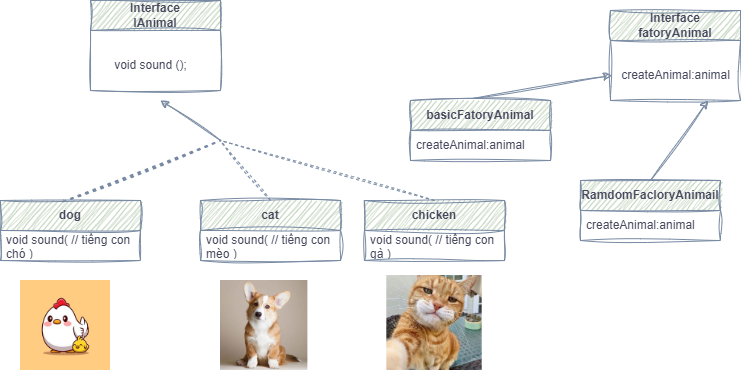 Interface
IAnimal
void sound ();
Interface
fatoryAnimal
createAnimal:animal
basicFatoryAnimal
createAnimal:animal
RamdomFacloryAnimail
createAnimal:animal
dog
void sound( // tiếng con
chó )
cat
void sound( // tiếng con
mèo )
chicken
void sound( // tiếng con
gà )